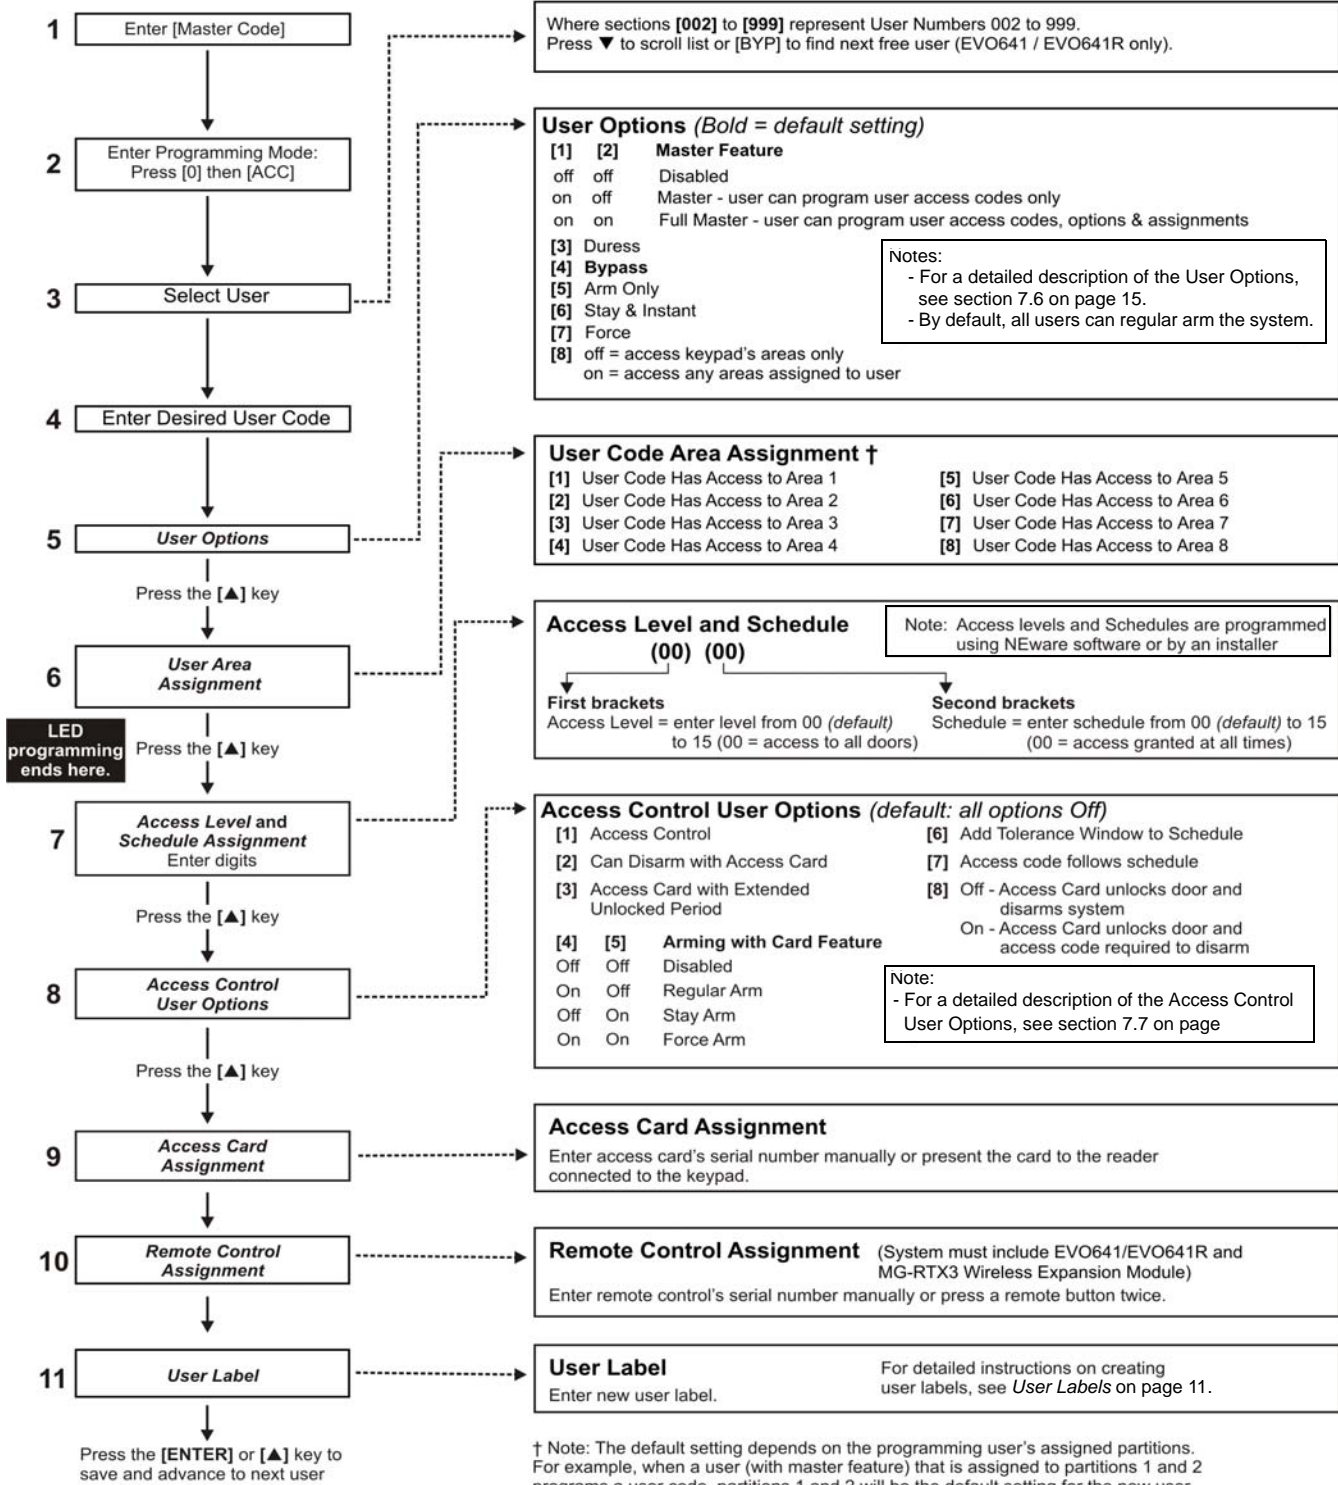 1
Enter [Master Code]
Where sections [002] to [999] represent User Numbers 002 to 999.
Press ▼ to scroll list or [BYP] to find next free user (EVO641 / EVO641R only).
2
Enter Programming Mode:
Press [0] then [ACC]
User Options (Bold = default setting)
[1] [2] Master Feature
off off Disabled
on off Master - user can program user access codes only
on on Full Master - user can program user access codes, options & assignments
[3] Duress
[4] Bypass
[5] Arm Only
[6] Stay & Instant
[7] Force
[8] off = access keypad's areas only
on = access any areas assigned to user
Notes:
- For a detailed description of the User Options,
see section 7.6 on page 15.
- By default, all users can regular arm the system.
3
Select User
4
Enter Desired User Code
User Code Area Assignment †
[1] User Code Has Access to Area 1
[2] User Code Has Access to Area 2
[3] User Code Has Access to Area 3
[4] User Code Has Access to Area 4
[5] User Code Has Access to Area 5
[6] User Code Has Access to Area 6
[7] User Code Has Access to Area 7
[8] User Code Has Access to Area 8
5
User Options
Press the [▲] key
6
User Area
Assignment
LED
programming
ends here.
Press the [▲] key
Access Level and Schedule
(00) (00)
Note: Access levels and Schedules are programmed
using NEware software or by an installer
First brackets
Access Level = enter level from 00 (default)
to 15 (00 = access to all doors)
Second brackets
Schedule = enter schedule from 00 (default) to 15
(00 = access granted at all times)
7
Access Level and
Schedule Assignment
Enter digits
Press the [▲] key
Access Control User Options (default: all options Off)
[1] Access Control
[2] Can Disarm with Access Card
[3] Access Card with Extended
Unlocked Period
[4] [5] Arming with Card Feature
Off Off Disabled
On Off Regular Arm
Off On Stay Arm
On On Force Arm
[6] Add Tolerance Window to Schedule
[7] Access code follows schedule
[8] Off - Access Card unlocks door and
disarms system
On - Access Card unlocks door and
access code required to disarm
Note:
- For a detailed description of the Access Control
User Options, see section 7.7 on page
8
Access Control
User Options
Press the [▲] key
9
Access Card
Assignment
Access Card Assignment
Enter access card's serial number manually or present the card to the reader
connected to the keypad.
10
Remote Control
Assignment
Remote Control Assignment (System must include EVO641/EVO641R and
MG-RTX3 Wireless Expansion Module)
Enter remote control's serial number manually or press a remote button twice.
11
User Label
User Label
Enter new user label.
For detailed instructions on creating
user labels, see User Labels on page 11.
Press the [ENTER] or [▲] key to
save and advance to next user
† Note: The default setting depends on the programming user's assigned partitions.
For example, when a user (with master feature) that is assigned to partitions 1 and 2
programs a user code, partitions 1 and 2 will be the default setting for the new user.